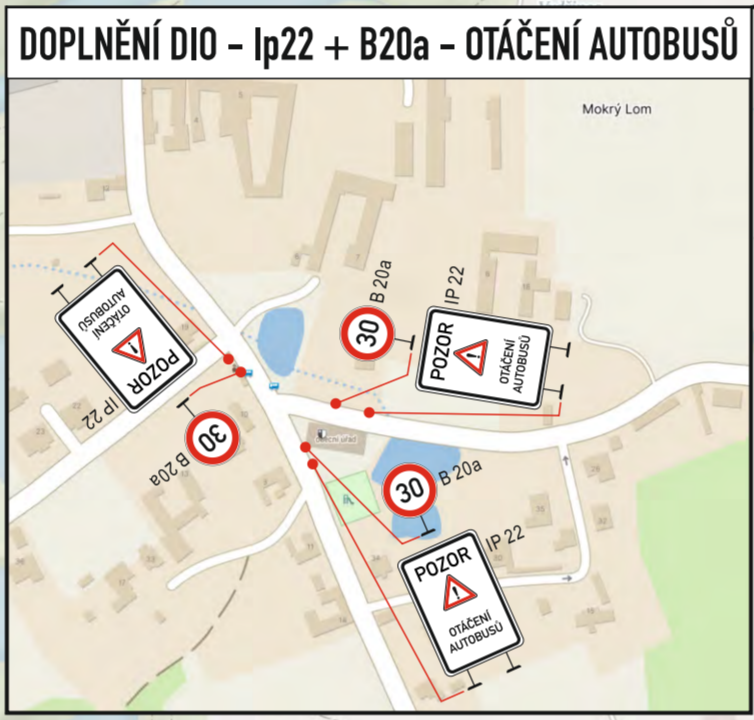 DOPLNĚNÍ DIO - Ip22 + B20a - OTÁČENÍ AUTOBUSŮ
Mokrý Lom
POZOR
OTÁČENÍ
AUTOBUSŮ
IP 22
30
B 20a
30
B 20a
POZOR
OTÁČENÍ
AUTOBUSŮ
IP 22
30
B 20a
POZOR
OTÁČENÍ
AUTOBUSŮ
IP 22